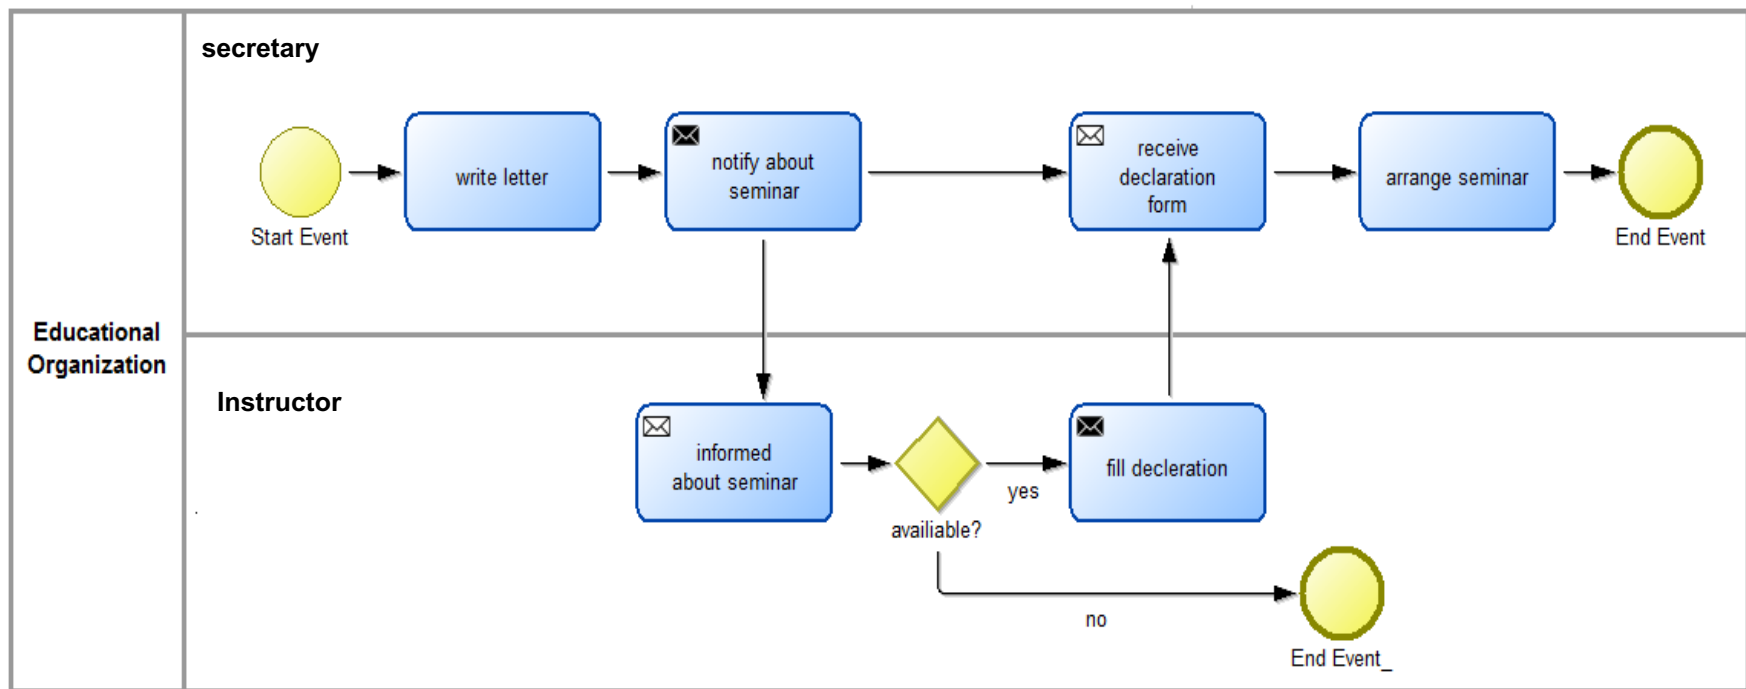 secretary
write letter
notify about
seminar
receive
declaration
form
arrange seminar
Start Event
End Event
Educational
Organization
Instructor
informed
about seminar
availiable?
yes
fill decleration
no
End Event_